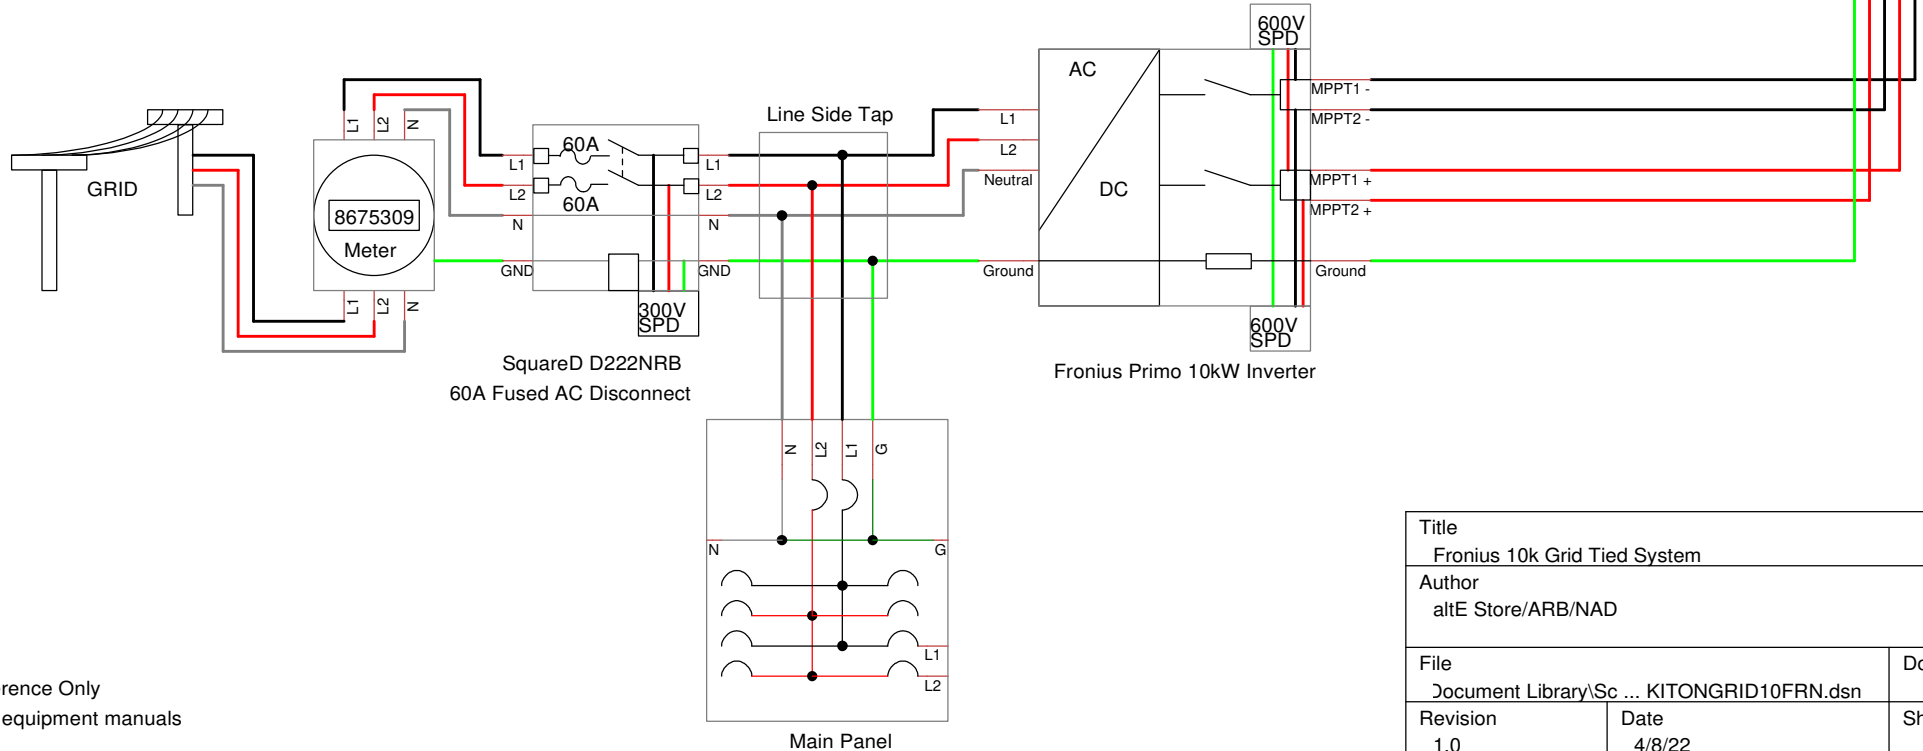 600V
SPD
AC
L1
L2
N
Line Side Tap
MPPT1 -
MPPT2 -
L1
L2
Neutral
60A
L1
L2
60A
N
L1
L2
N
GRID
8675309
Meter
DC
MPPT1 +
MPPT2 +
GND
GND
Ground
Ground
L1
L2
N
300V
SPD
600V
SPD
SquareD D222NRB
60A Fused AC Disconnect
Fronius Primo 10kW Inverter
N
L2
L1
G
N
G
L1
L2
Main Panel
rence Only
equipment manuals
Title
Fronius 10k Grid Tied System
Author
altE Store/ARB/NAD
File
Document Library\Sc ... KITONGRID10FRN.dsn
Do
Revision
1.0
Date
4/8/22
Sh